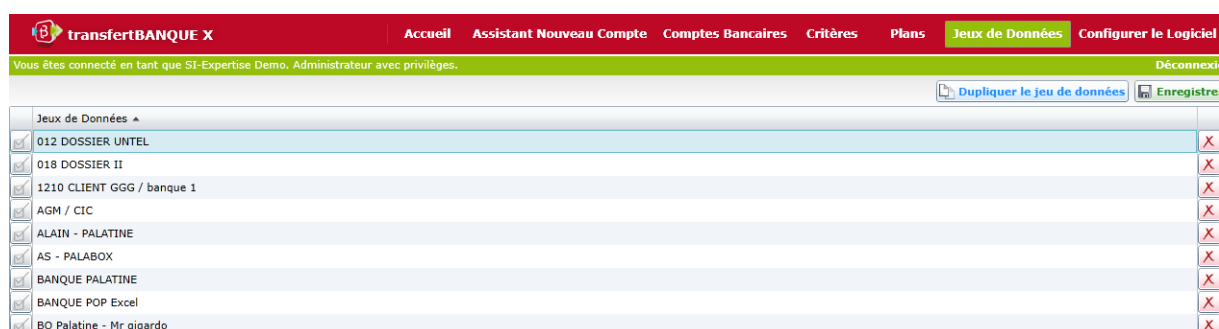 transfertBANQUE X Accueil Assistant Nouveau Compte Comptes Bancaires Critères Plans Jeux de Données Configurer le Logiciel
Vous êtes connecté en tant que SI-Expertise Demo. Administrateur avec privilèges. Déconnexi
Dupliquer le jeu de données Enregistre
Jeux de Données
012 DOSSIER UNTEL X
018 DOSSIER II X
1210 CLIENT GGG / banque 1 X
AGM / CIC X
ALAIN - PALATINE X
AS - PALABOX X
BANQUE PALATINE X
BANQUE POP Excel X
BO Palatine - Mr gigardo X